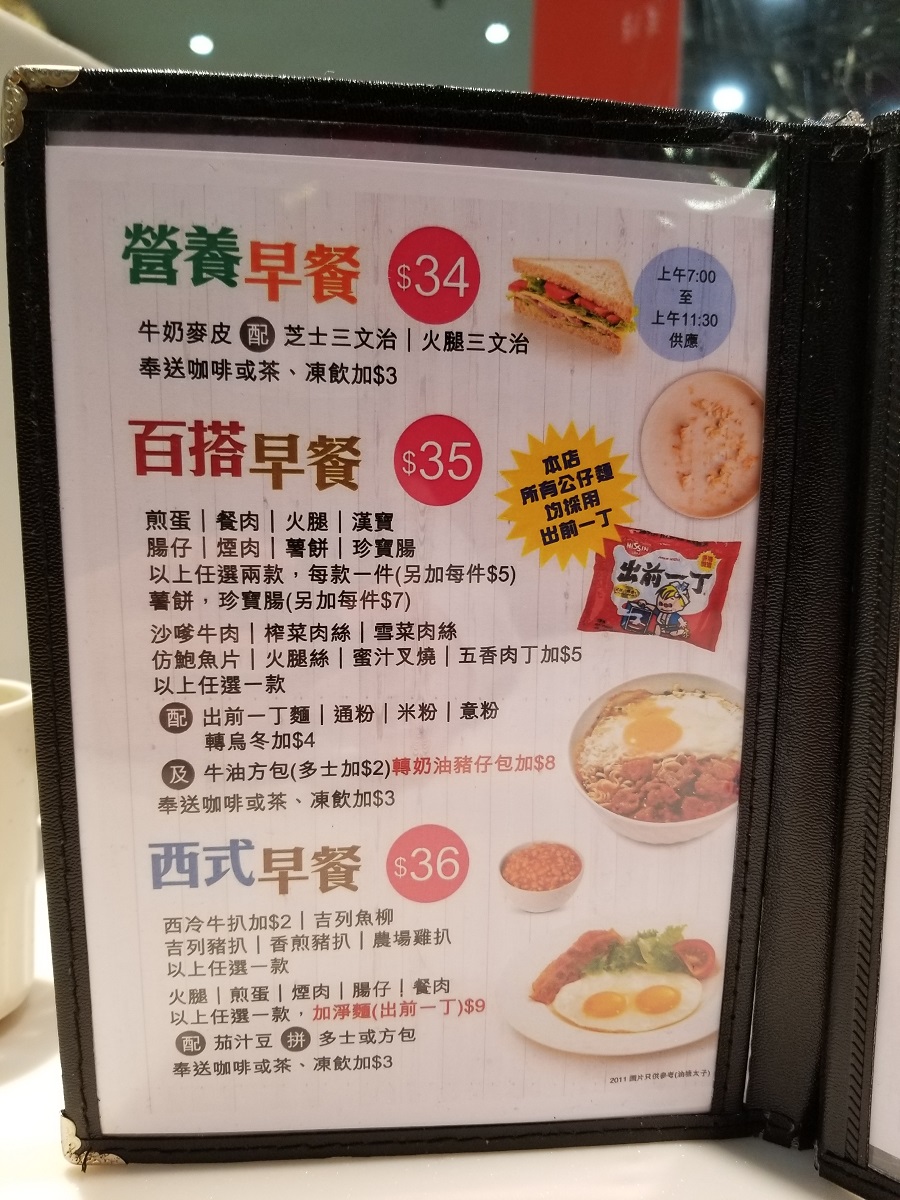 營養早餐 $34
上午7:00
至
上午11:30
供應
牛奶麥皮 配 芝士三文治｜火腿三文治
奉送咖啡或茶、凍飲加$3
百搭早餐 $35
本店
所有公仔麵
均採用
出前一丁
NISSIN
出前一丁
煎蛋｜餐肉｜火腿｜漢寶
腸仔｜煙肉｜薯餅｜珍寶腸
以上任選兩款，每款一件(另加每件$5)
薯餅，珍寶腸(另加每件$7)
沙嗲牛肉｜榨菜肉絲｜雪菜肉絲
仿鮑魚片｜火腿絲｜蜜汁叉燒｜五香肉丁加$5
以上任選一款
配 出前一丁麵｜通粉｜米粉｜意粉
轉烏冬加$4
及 牛油方包(多士加$2)轉奶油豬仔包加$8
奉送咖啡或茶、凍飲加$3
西式早餐 $36
西冷牛扒加$2｜吉列魚柳
吉列豬扒｜香煎豬扒｜農場雞扒
以上任選一款
火腿｜煎蛋｜煙肉｜腸仔｜餐肉
以上任選一款，加淨麵(出前一丁)$9
配 茄汁豆 拼 多士或方包
奉送咖啡或茶、凍飲加$3
2011 圖片只供參考